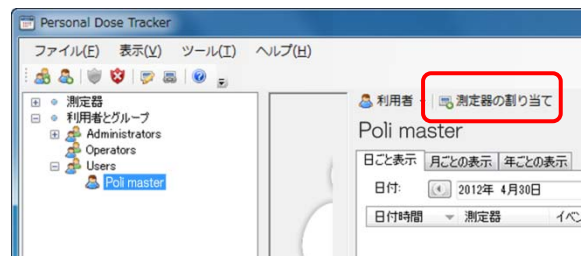 Personal Dose Tracker
ファイル(F) 表示(V) ツール(T) ヘルプ(H)
測定器
利用者とグループ
Administrators
Operators
Users
Poli master
利用者 測定器の割り当て
Poli master
日ごと表示 月ごとの表示 年ごとの表示
日付: 2012年 4月30日
日付時間 測定器